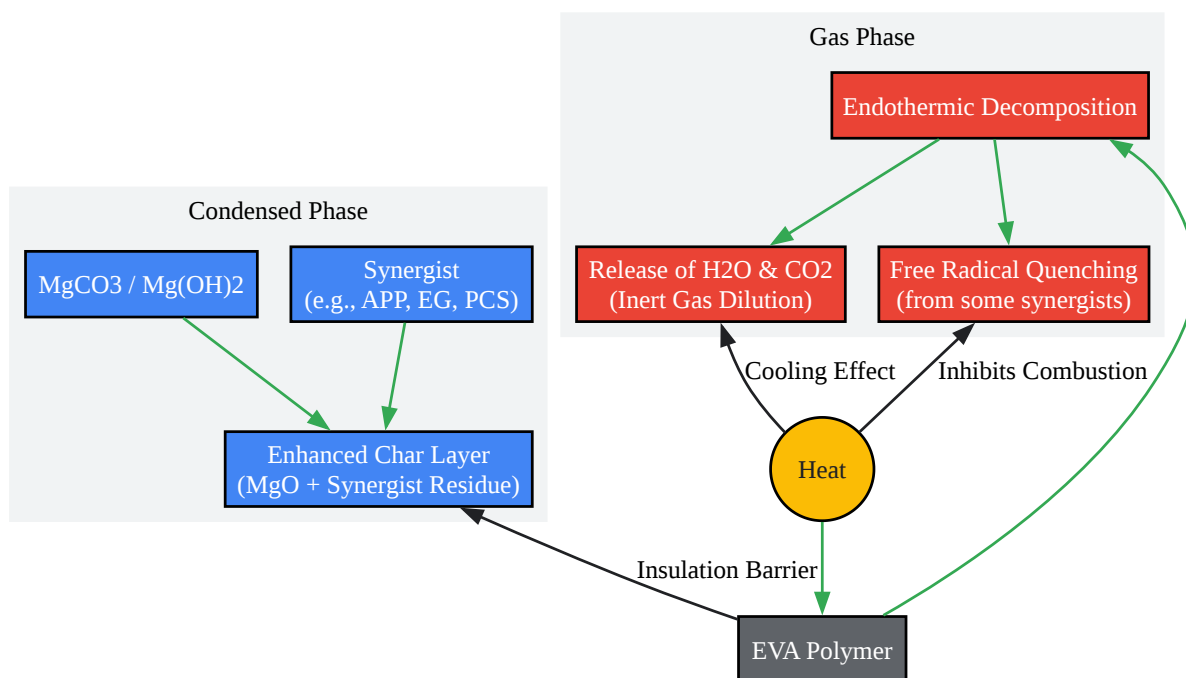 Gas Phase
Endothermic Decomposition
Condensed Phase
MgCO3 / Mg(OH)2
Synergist
(e.g., APP, EG, PCS)
Release of H2O & CO2
(Inert Gas Dilution)
Free Radical Quenching
(from some synergists)
Cooling Effect
Inhibits Combustion
Enhanced Char Layer
(MgO + Synergist Residue)
Heat
Insulation Barrier
EVA Polymer